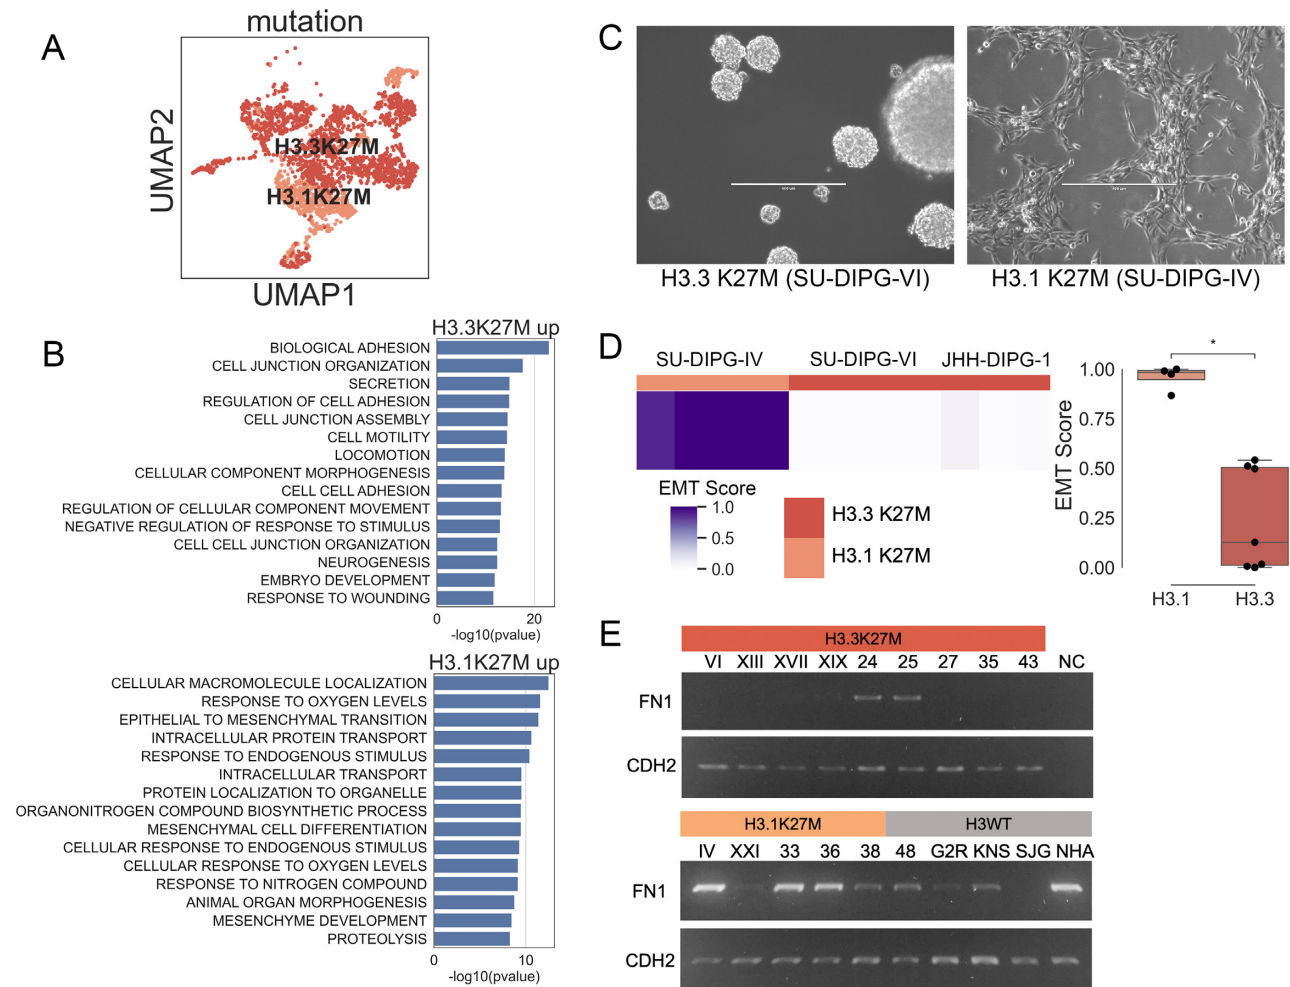 A
mutation
UMAP2
H3.3K27M
H3.1K27M
UMAP1
B
H3.3K27M up
BIOLOGICAL ADHESION
CELL JUNCTION ORGANIZATION
SECRETION
REGULATION OF CELL ADHESION
CELL JUNCTION ASSEMBLY
CELL MOTILITY
LOCOMOTION
CELLULAR COMPONENT MORPHOGENESIS
CELL CELL ADHESION
REGULATION OF CELLULAR COMPONENT MOVEMENT
NEGATIVE REGULATION OF RESPONSE TO STIMULUS
CELL CELL JUNCTION ORGANIZATION
NEUROGENESIS
EMBRYO DEVELOPMENT
RESPONSE TO WOUNDING
0 20
-log10(pvalue)
H3.1K27M up
CELLULAR MACROMOLECULE LOCALIZATION
RESPONSE TO OXYGEN LEVELS
EPITHELIAL TO MESENCHYMAL TRANSITION
INTRACELLULAR PROTEIN TRANSPORT
RESPONSE TO ENDOGENOUS STIMULUS
INTRACELLULAR TRANSPORT
PROTEIN LOCALIZATION TO ORGANELLE
ORGANONITROGEN COMPOUND BIOSYNTHETIC PROCESS
MESENCHYMAL CELL DIFFERENTIATION
CELLULAR RESPONSE TO ENDOGENOUS STIMULUS
CELLULAR RESPONSE TO OXYGEN LEVELS
RESPONSE TO NITROGEN COMPOUND
ANIMAL ORGAN MORPHOGENESIS
MESENCHYME DEVELOPMENT
PROTEOLYSIS
0 10
-log10(pvalue)
C
H3.3 K27M (SU-DIPG-VI)
H3.1 K27M (SU-DIPG-IV)
D
SU-DIPG-IV SU-DIPG-VI JHH-DIPG-1
EMT Score
1.0
0.5
0.0
H3.3 K27M
H3.1 K27M
*
EMT Score
1.00
0.75
0.50
0.25
0.00
H3.1 H3.3
E
H3.3K27M
VI XIII XVII XIX 24 25 27 35 43 NC
FN1
CDH2
H3.1K27M H3WT
IV XXI 33 36 38 48 G2R KNS SJG NHA
FN1
CDH2